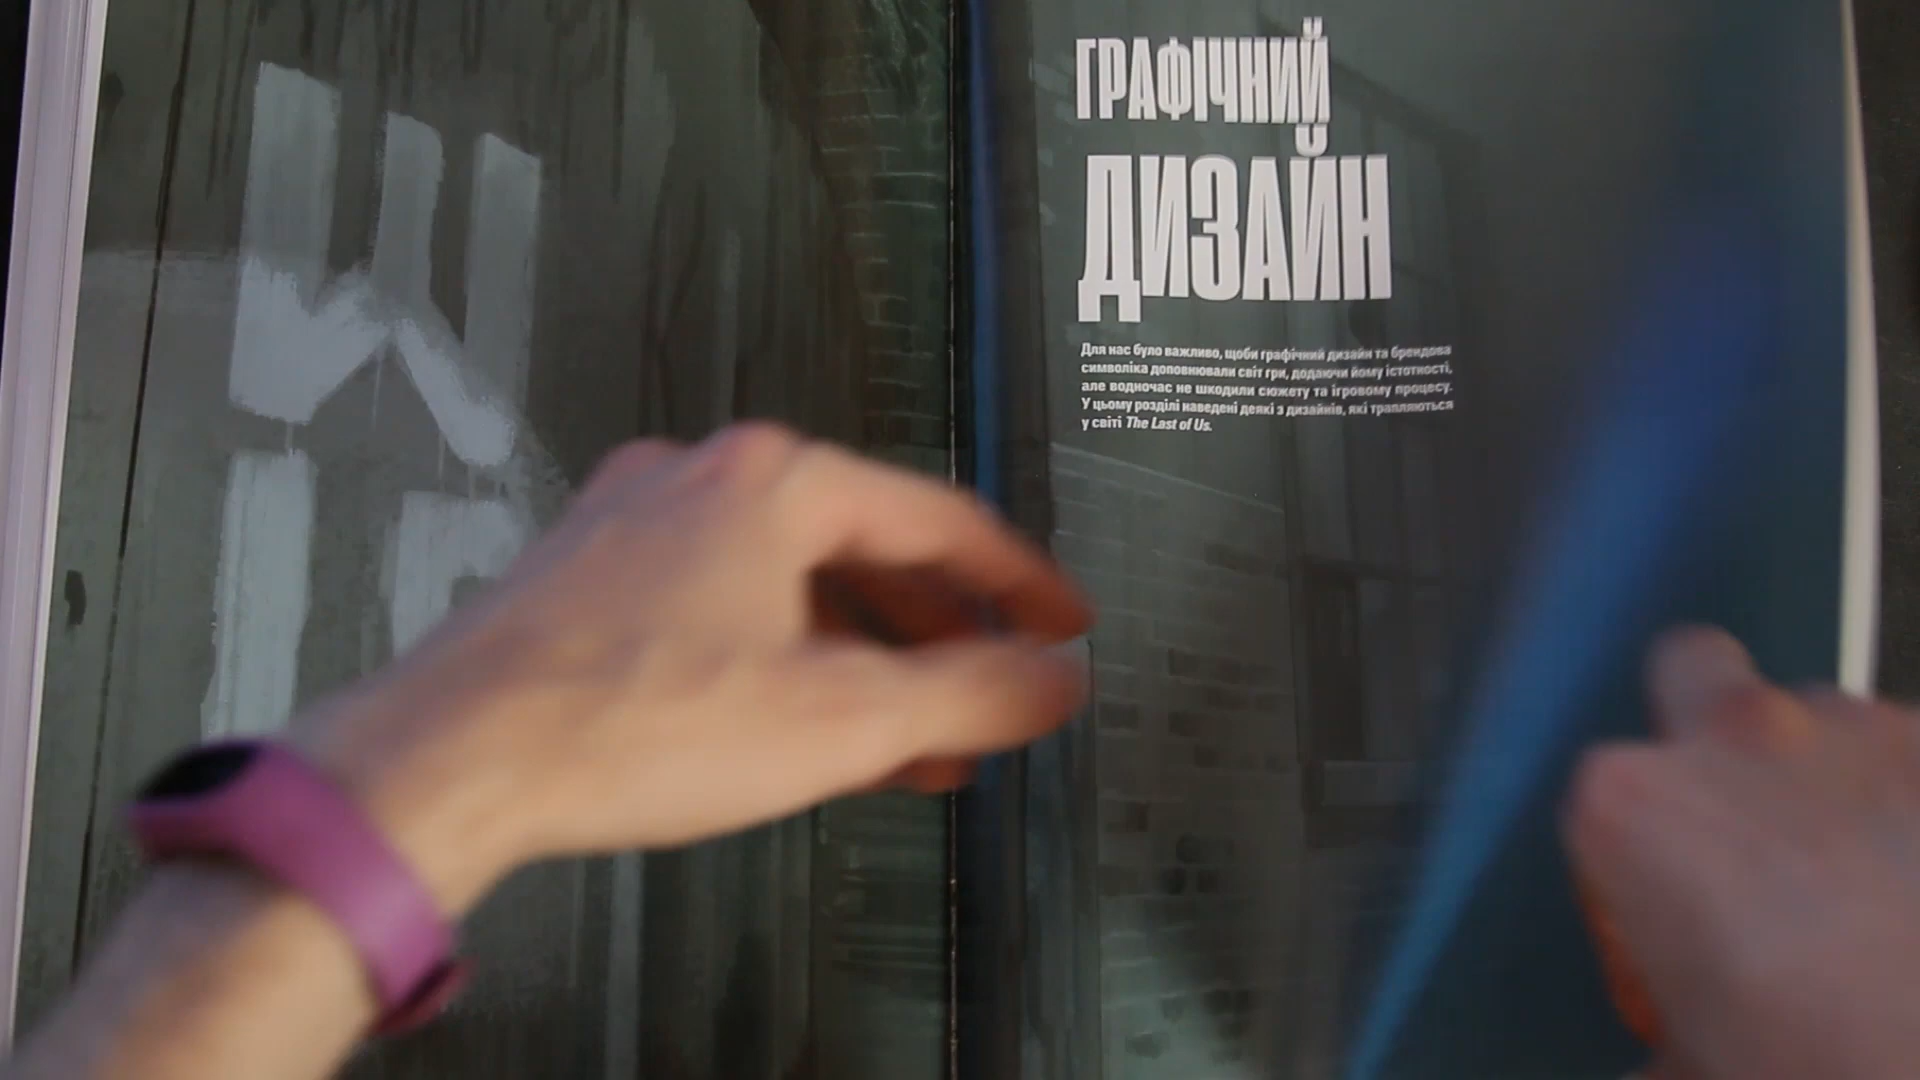 ГРАФІЧНИЙ
ДИЗАЙН
Для нас було важливо, щоби графічний дизайн та брендова
символіка доповнювали світ гри, додаючи йому істотності,
але водночас не шкодили сюжету та ігровому процесу.
У цьому розділі наведені деякі з дизайнів, які трапляються
у світі The Last of Us.